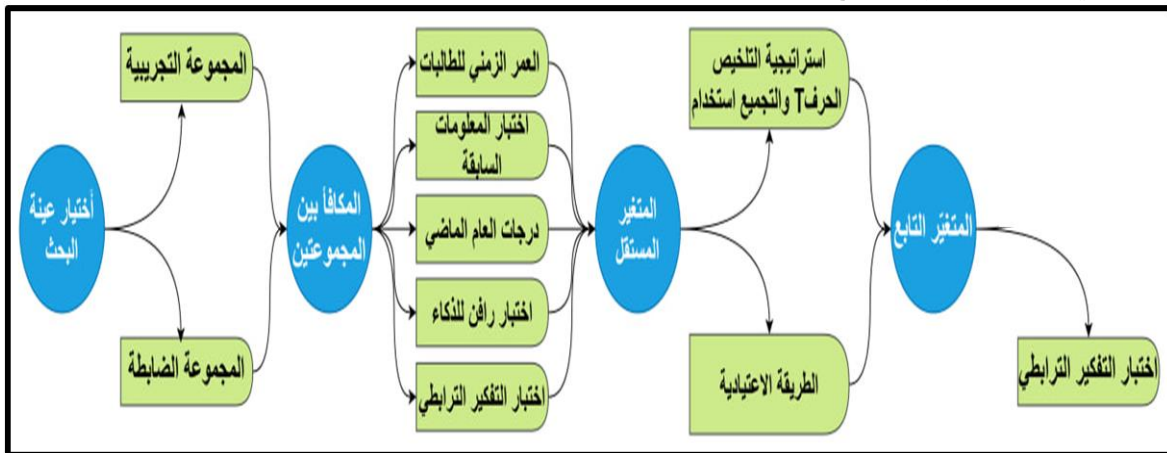 أختيار عينة
البحث
المجموعة التجريبية
المجموعة الضابطة
المكافأ بين
المجموعتين
العمر الزمني للطالبات
اختبار المعلومات
السابقة
درجات العام الماضي
اختبار رافن للذكاء
اختبار التفكير الترابطي
المتغير
المستقل
استراتيجية التلخيص
الحرفT والتجميع استخدام
الطريقة الاعتيادية
المتغيّر التابع
اختبار التفكير الترابطي